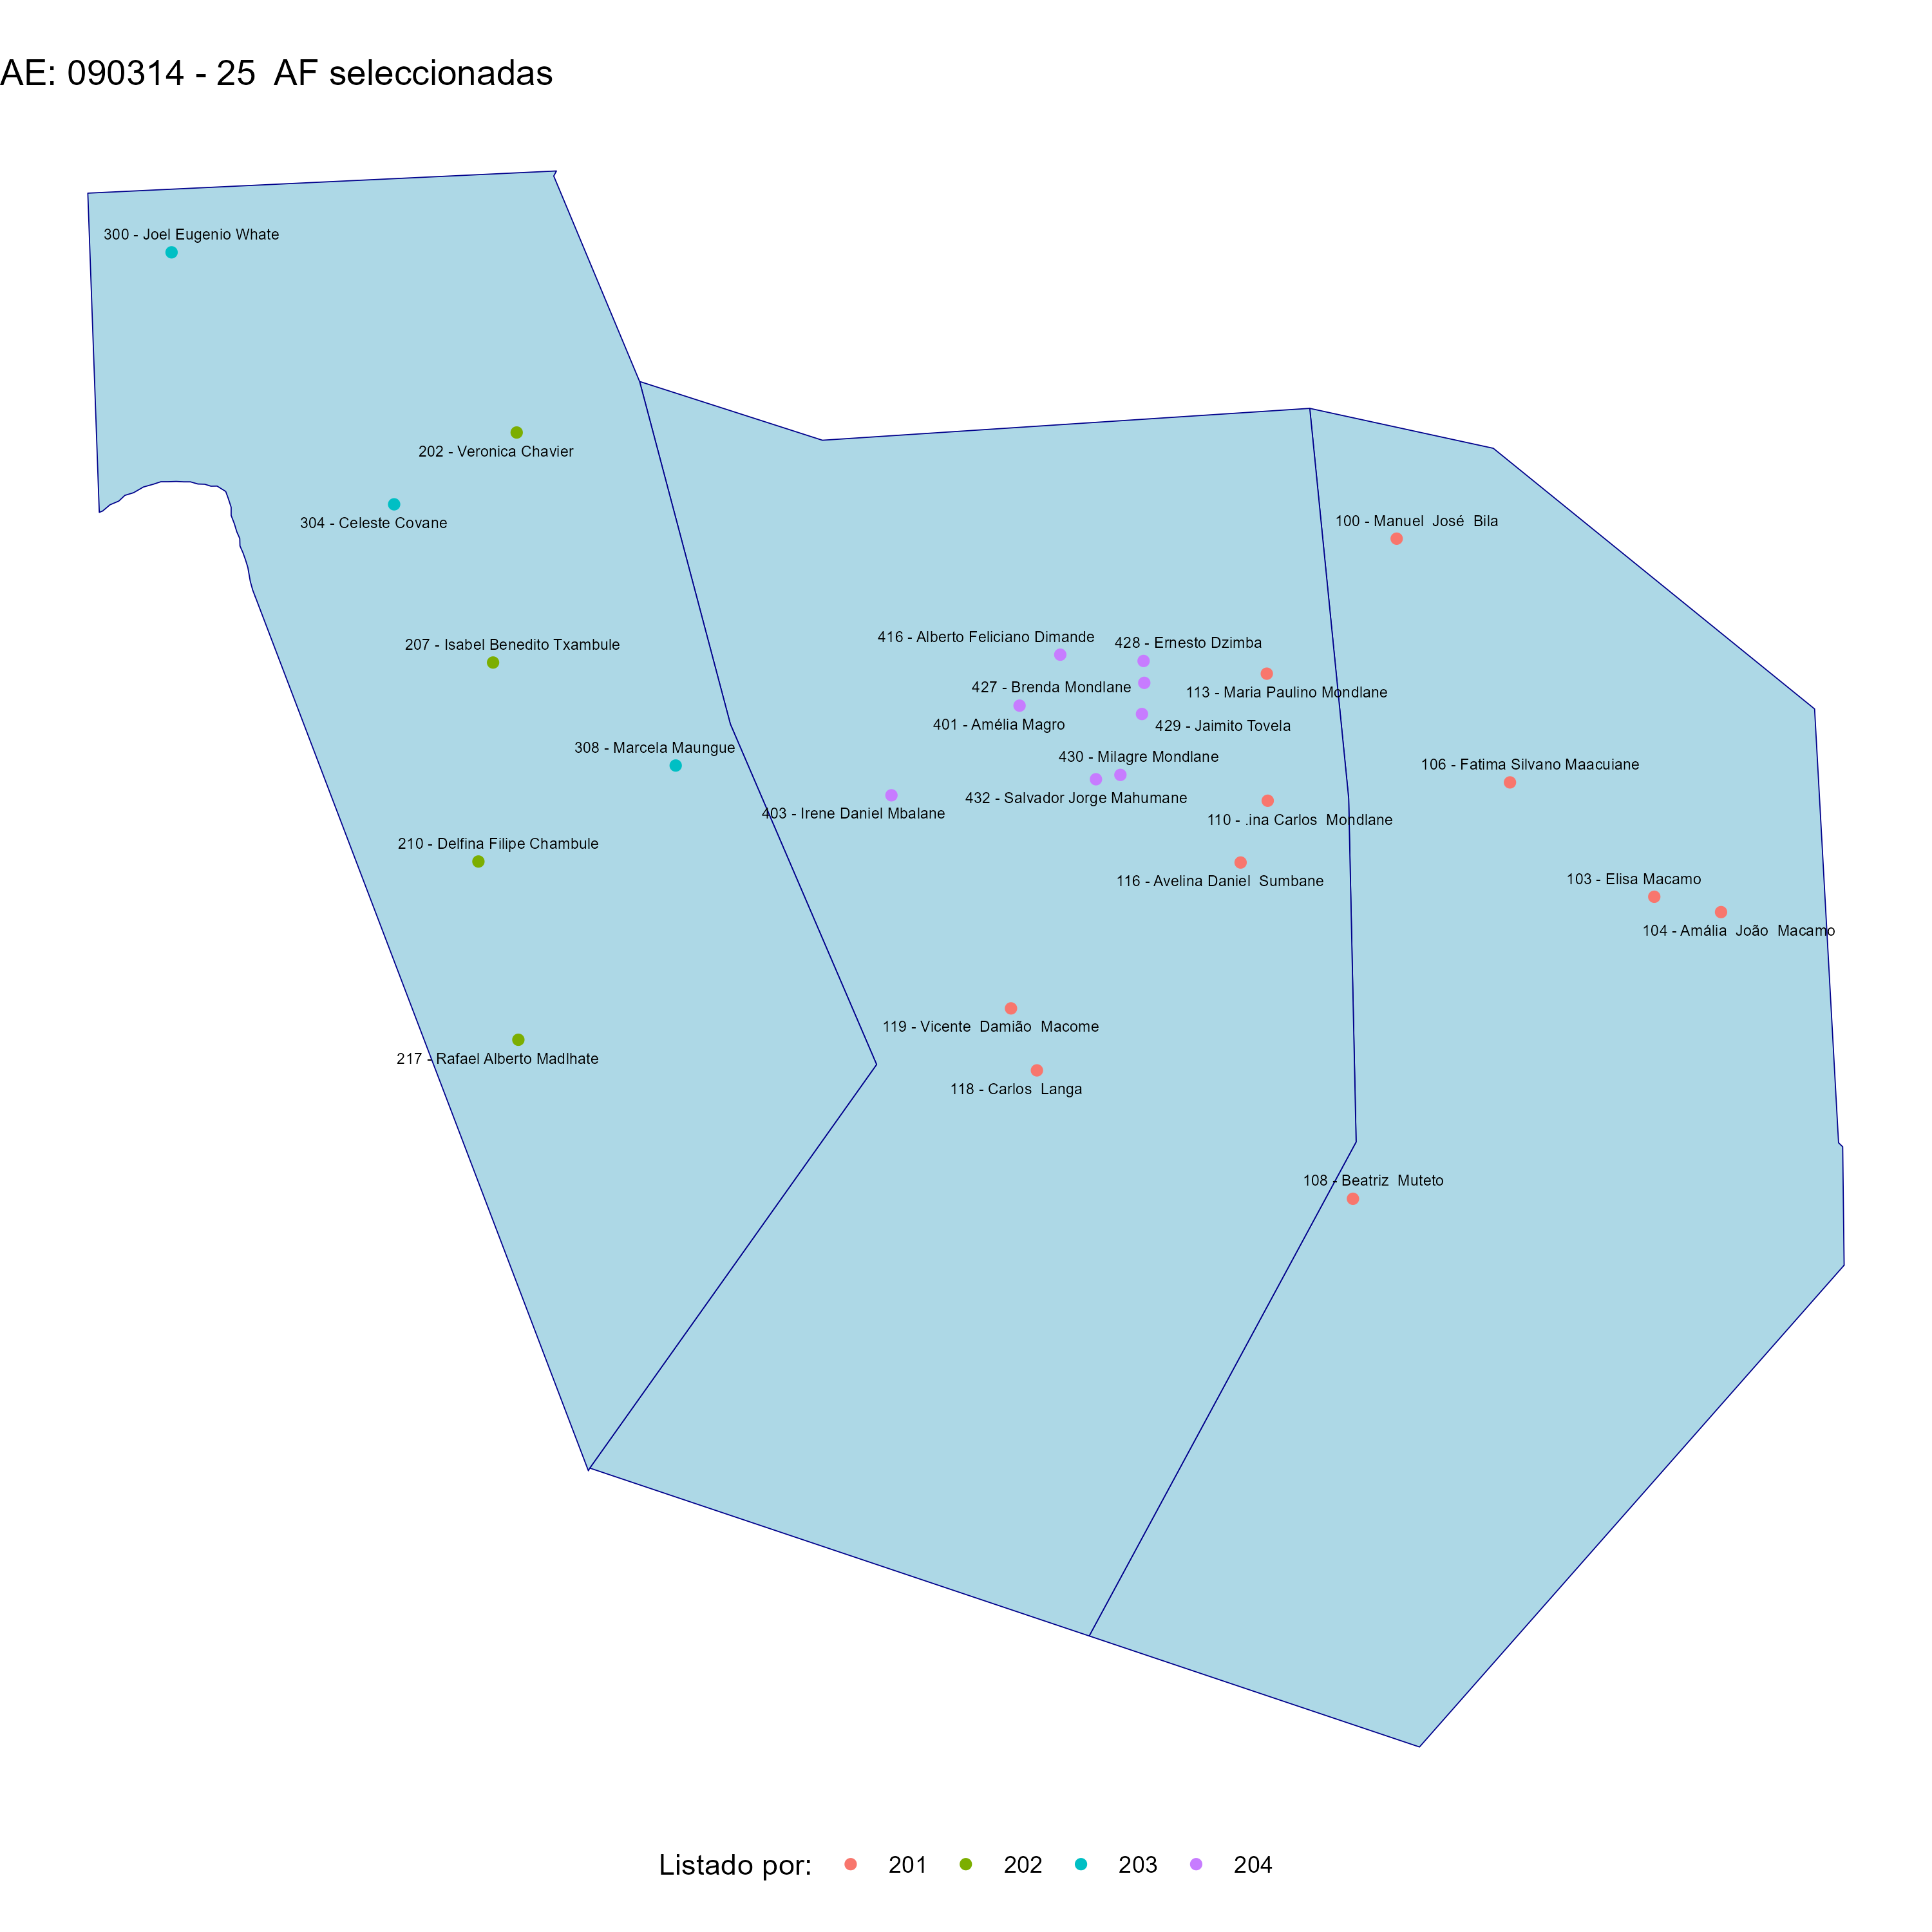 AE: 090314 - 25  AF seleccionadas
300 - Joel Eugenio Whate
202 - Veronica Chavier
304 - Celeste Covane
100 - Manuel  José  Bila
416 - Alberto Feliciano Dimande
428 - Ernesto Dzimba
207 - Isabel Benedito Txambule
427 - Brenda Mondlane
113 - Maria Paulino Mondlane
401 - Amélia Magro
429 - Jaimito Tovela
308 - Marcela Maungue
430 - Milagre Mondlane
106 - Fatima Silvano Maacuiane
432 - Salvador Jorge Mahumane
403 - Irene Daniel Mbalane
110 - .ina Carlos  Mondlane
210 - Delfina Filipe Chambule
116 - Avelina Daniel  Sumbane
103 - Elisa Macamo
104 - Amália  João  Macamo
119 - Vicente  Damião  Macome
217 - Rafael Alberto Madlhate
118 - Carlos  Langa
108 - Beatriz  Muteto
Listado por: 201 202 203 204